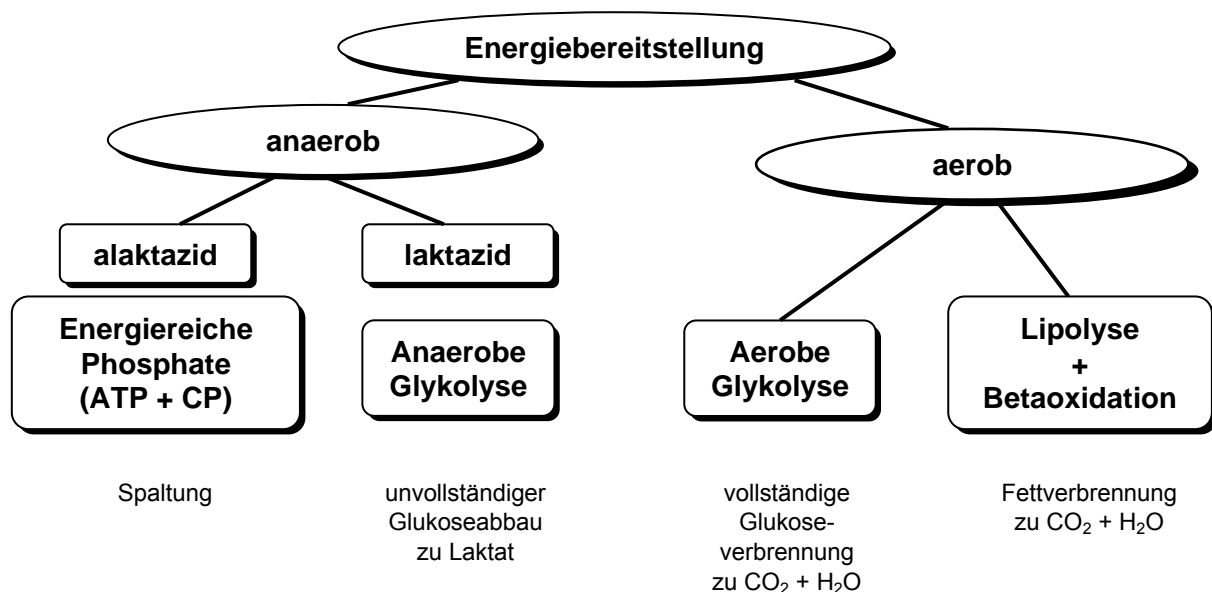 Energiebereitstellung
anaerob
aerob
alaktazid
laktazid
Energiereiche
Phosphate
(ATP + CP)
Anaerobe
Glykolyse
Aerobe
Glykolyse
Lipolyse
+
Betaoxidation
Spaltung
unvollständiger
Glukoseabbau
zu Laktat
vollständige
Glukose-
verbrennung
zu CO₂ + H₂O
Fettverbrennung
zu CO₂ + H₂O